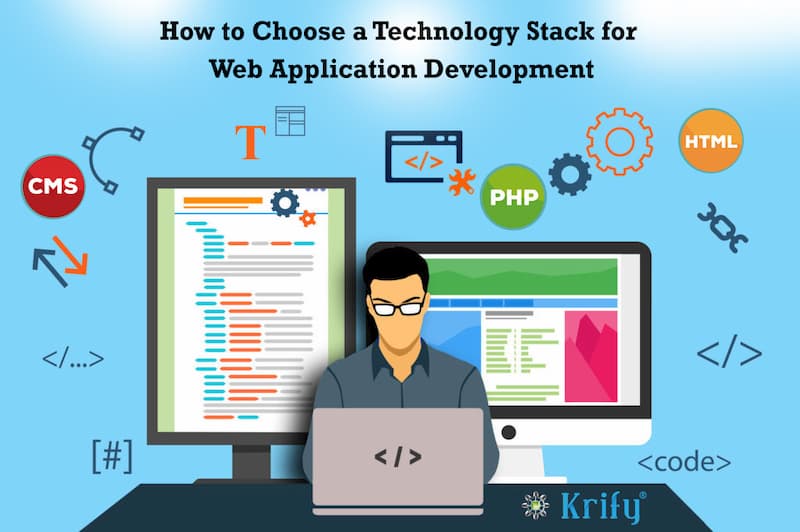 How to Choose a Technology Stack for
Web Application Development
T
</>
HTML
CMS
PHP
</...>
</>
</>
[#]
<code>
Krify®